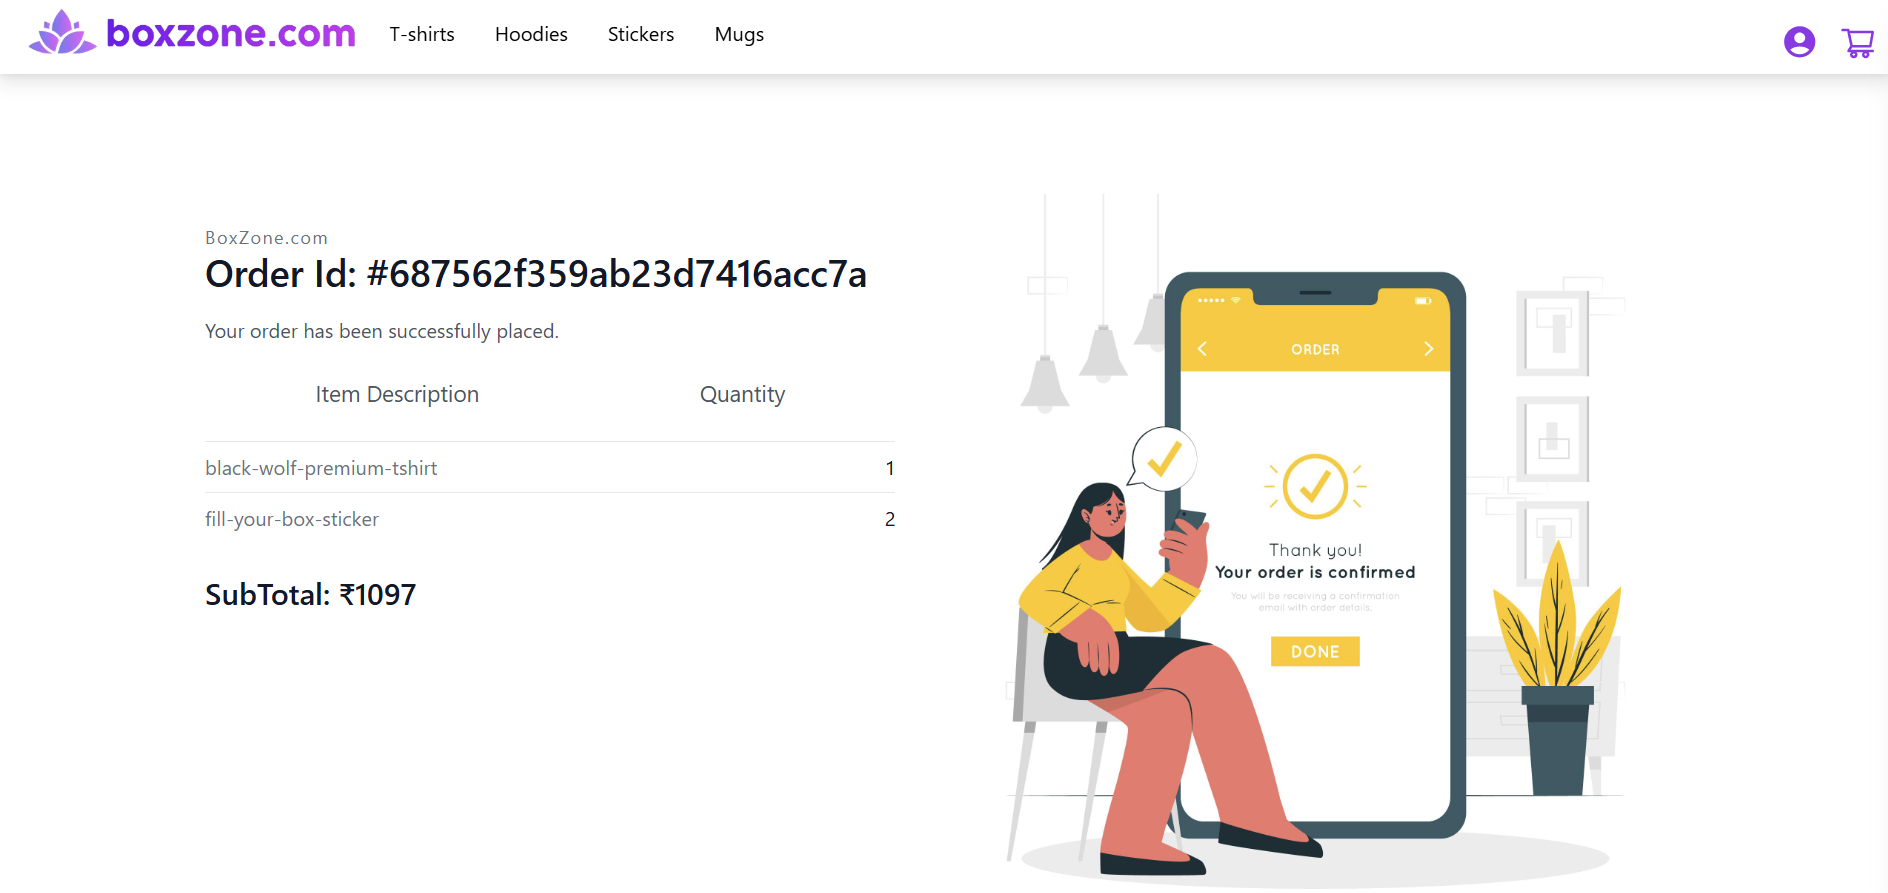 boxzone.com T-shirts Hoodies Stickers Mugs
BoxZone.com
Order Id: #687562f359ab23d7416acc7a
Your order has been successfully placed.
Item Description Quantity
black-wolf-premium-tshirt 1
fill-your-box-sticker 2
SubTotal: ₹1097
ORDER
Thank you!
Your order is confirmed
You will be receiving a confirmation
email with order details.
DONE